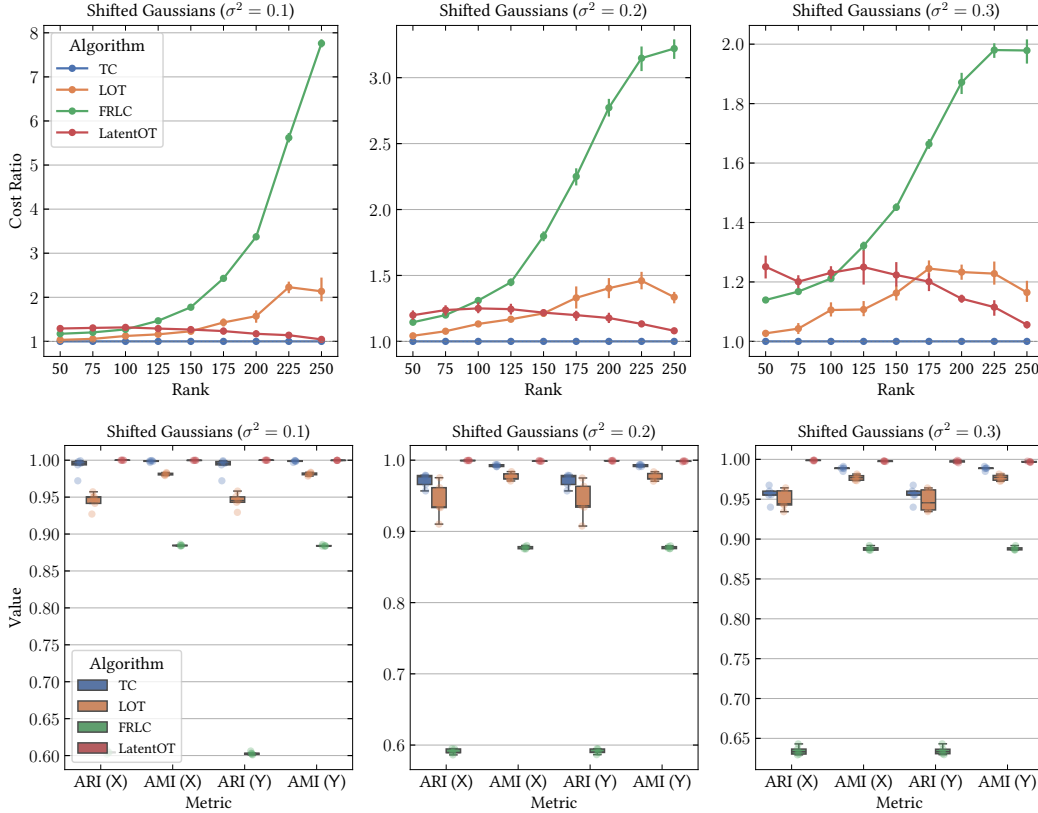 Shifted Gaussians (σ² = 0.1)
8
7
6
5
4
3
2
1
Cost Ratio
Algorithm
TC
LOT
FRLC
LatentOT
50 75 100 125 150 175 200 225 250
Rank
Shifted Gaussians (σ² = 0.2)
3.0
2.5
2.0
1.5
1.0
50 75 100 125 150 175 200 225 250
Rank
Shifted Gaussians (σ² = 0.3)
2.0
1.8
1.6
1.4
1.2
1.0
50 75 100 125 150 175 200 225 250
Rank
Shifted Gaussians (σ² = 0.1)
1.00
0.95
0.90
0.85
0.80
0.75
0.70
0.65
0.60
Value
Algorithm
TC
LOT
FRLC
LatentOT
ARI (X) AMI (X) ARI (Y) AMI (Y)
Metric
Shifted Gaussians (σ² = 0.2)
1.0
0.9
0.8
0.7
0.6
ARI (X) AMI (X) ARI (Y) AMI (Y)
Metric
Shifted Gaussians (σ² = 0.3)
1.00
0.95
0.90
0.85
0.80
0.75
0.70
0.65
ARI (X) AMI (X) ARI (Y) AMI (Y)
Metric